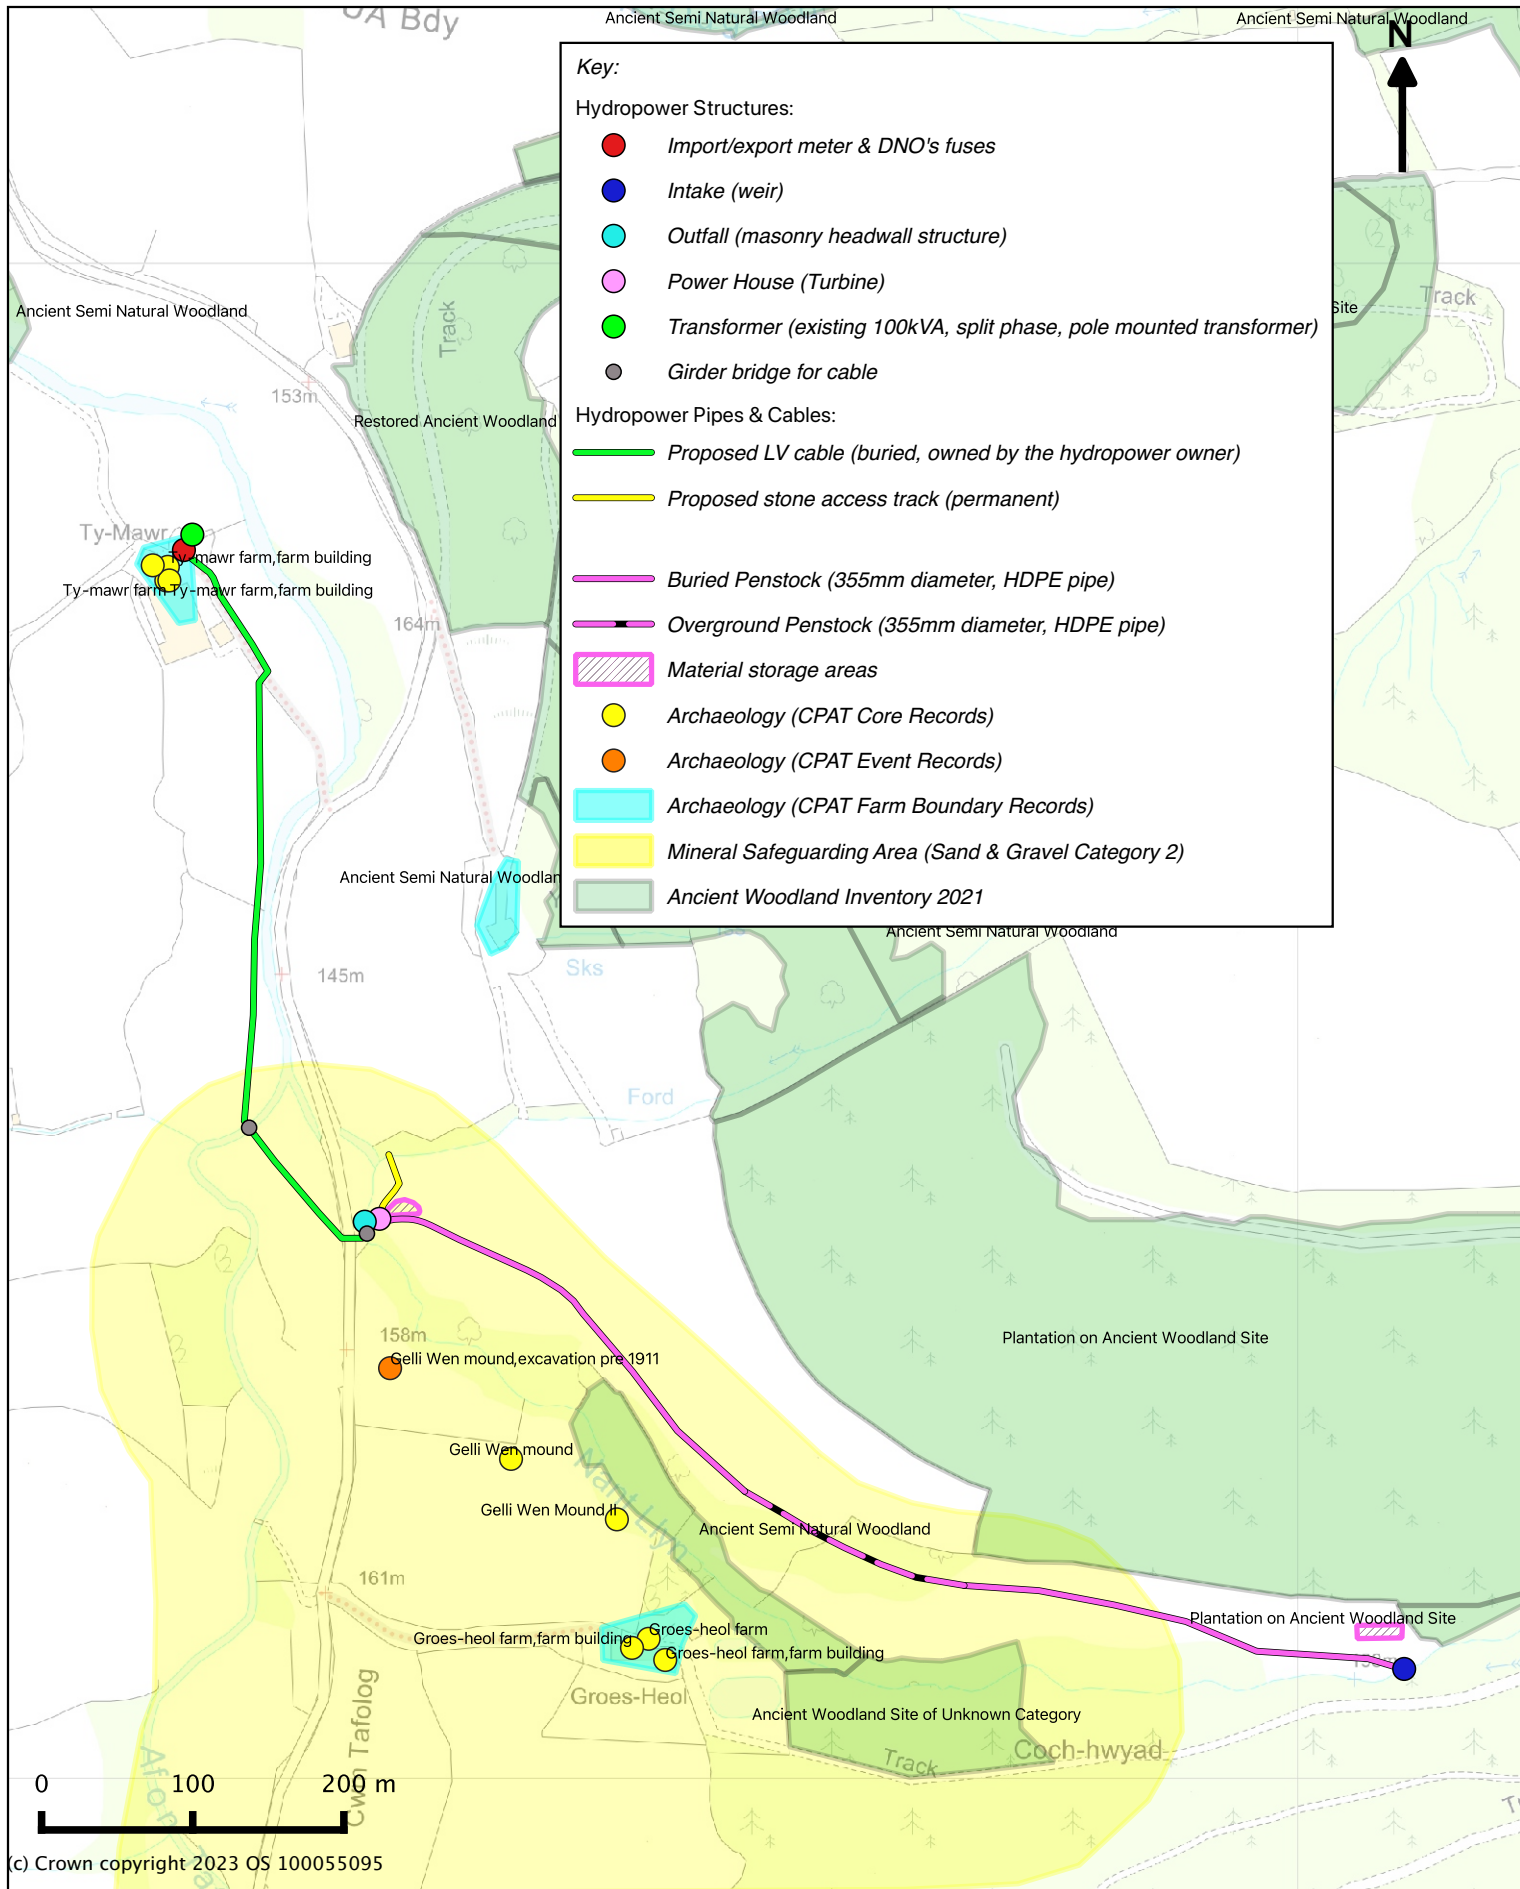 UA Bdy
Ancient Semi Natural Woodland
Ancient Semi Natural Woodland
N
Key:
Hydropower Structures:
Import/export meter & DNO's fuses
Intake (weir)
Outfall (masonry headwall structure)
Power House (Turbine)
Transformer (existing 100kVA, split phase, pole mounted transformer)
Girder bridge for cable
Hydropower Pipes & Cables:
Proposed LV cable (buried, owned by the hydropower owner)
Proposed stone access track (permanent)
Buried Penstock (355mm diameter, HDPE pipe)
Overground Penstock (355mm diameter, HDPE pipe)
Material storage areas
Archaeology (CPAT Core Records)
Archaeology (CPAT Event Records)
Archaeology (CPAT Farm Boundary Records)
Mineral Safeguarding Area (Sand & Gravel Category 2)
Ancient Woodland Inventory 2021
Ancient Semi Natural Woodland
Site
Track
Track
153m
Restored Ancient Woodland
Ty-Mawr
Ty-mawr farm,farm building
Ty-mawr farm
Ty-mawr farm,farm building
164m
Ancient Semi Natural Woodlan
Ancient Semi Natural Woodland
Sks
145m
Ford
Plantation on Ancient Woodland Site
158m
Gelli Wen mound,excavation pre 1911
Gelli Wen mound
Gelli Wen Mound II
Nant Llyn
Ancient Semi Natural Woodland
161m
Plantation on Ancient Woodland Site
Groes-heol farm
Groes-heol farm,farm building
Groes-heol farm,farm building
Groes-Heol
Ancient Woodland Site of Unknown Category
Coch-hwyad
Track
Cwm Tafolog
Afon
0 100 200 m
(c) Crown copyright 2023 OS 100055095